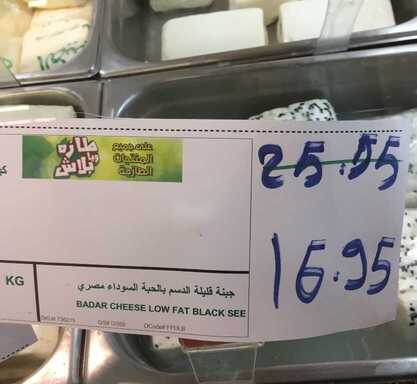 طازه
وبلاش
على جميع
المنتجات
الطازجة
25.95
16.95
KG
جبنة قليلة الدسم بالحبة السوداء مصري
BADAR CHEESE LOW FAT BLACK SEE